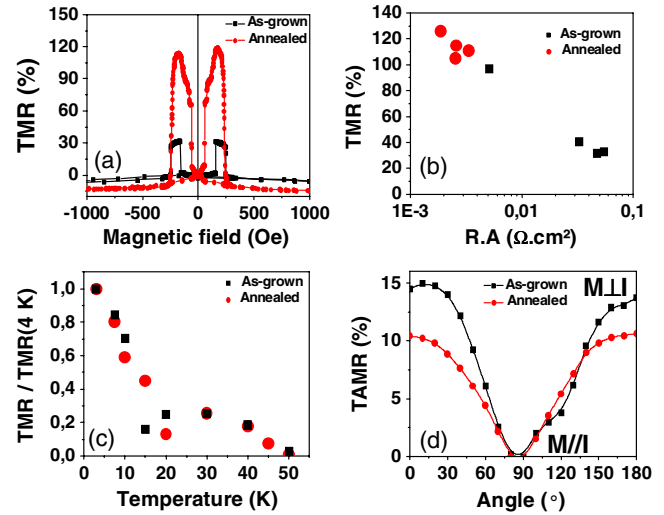 150
120
90
60
30
0
TMR (%)
As-grown
Annealed
(a)
-1000 -500 0 500 1000
Magnetic field (Oe)
140
120
100
80
60
40
20
0
TMR (%)
As-grown
Annealed
(b)
1E-3 0,01 0,1
R.A (Ω.cm²)
1,0
0,8
0,6
0,4
0,2
0,0
TMR / TMR(4 K)
As-grown
Annealed
(c)
0 10 20 30 40 50
Temperature (K)
15
10
5
0
TAMR (%)
As-grown
Annealed
M⊥I
M//I
(d)
0 30 60 90 120 150 180
Angle (°)